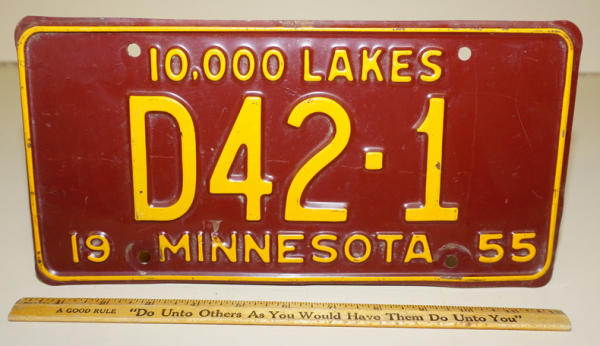 10,000 LAKES
D42·1
19 MINNESOTA 55
A GOOD RULE "Do Unto Others As You Would Have Them Do Unto You"